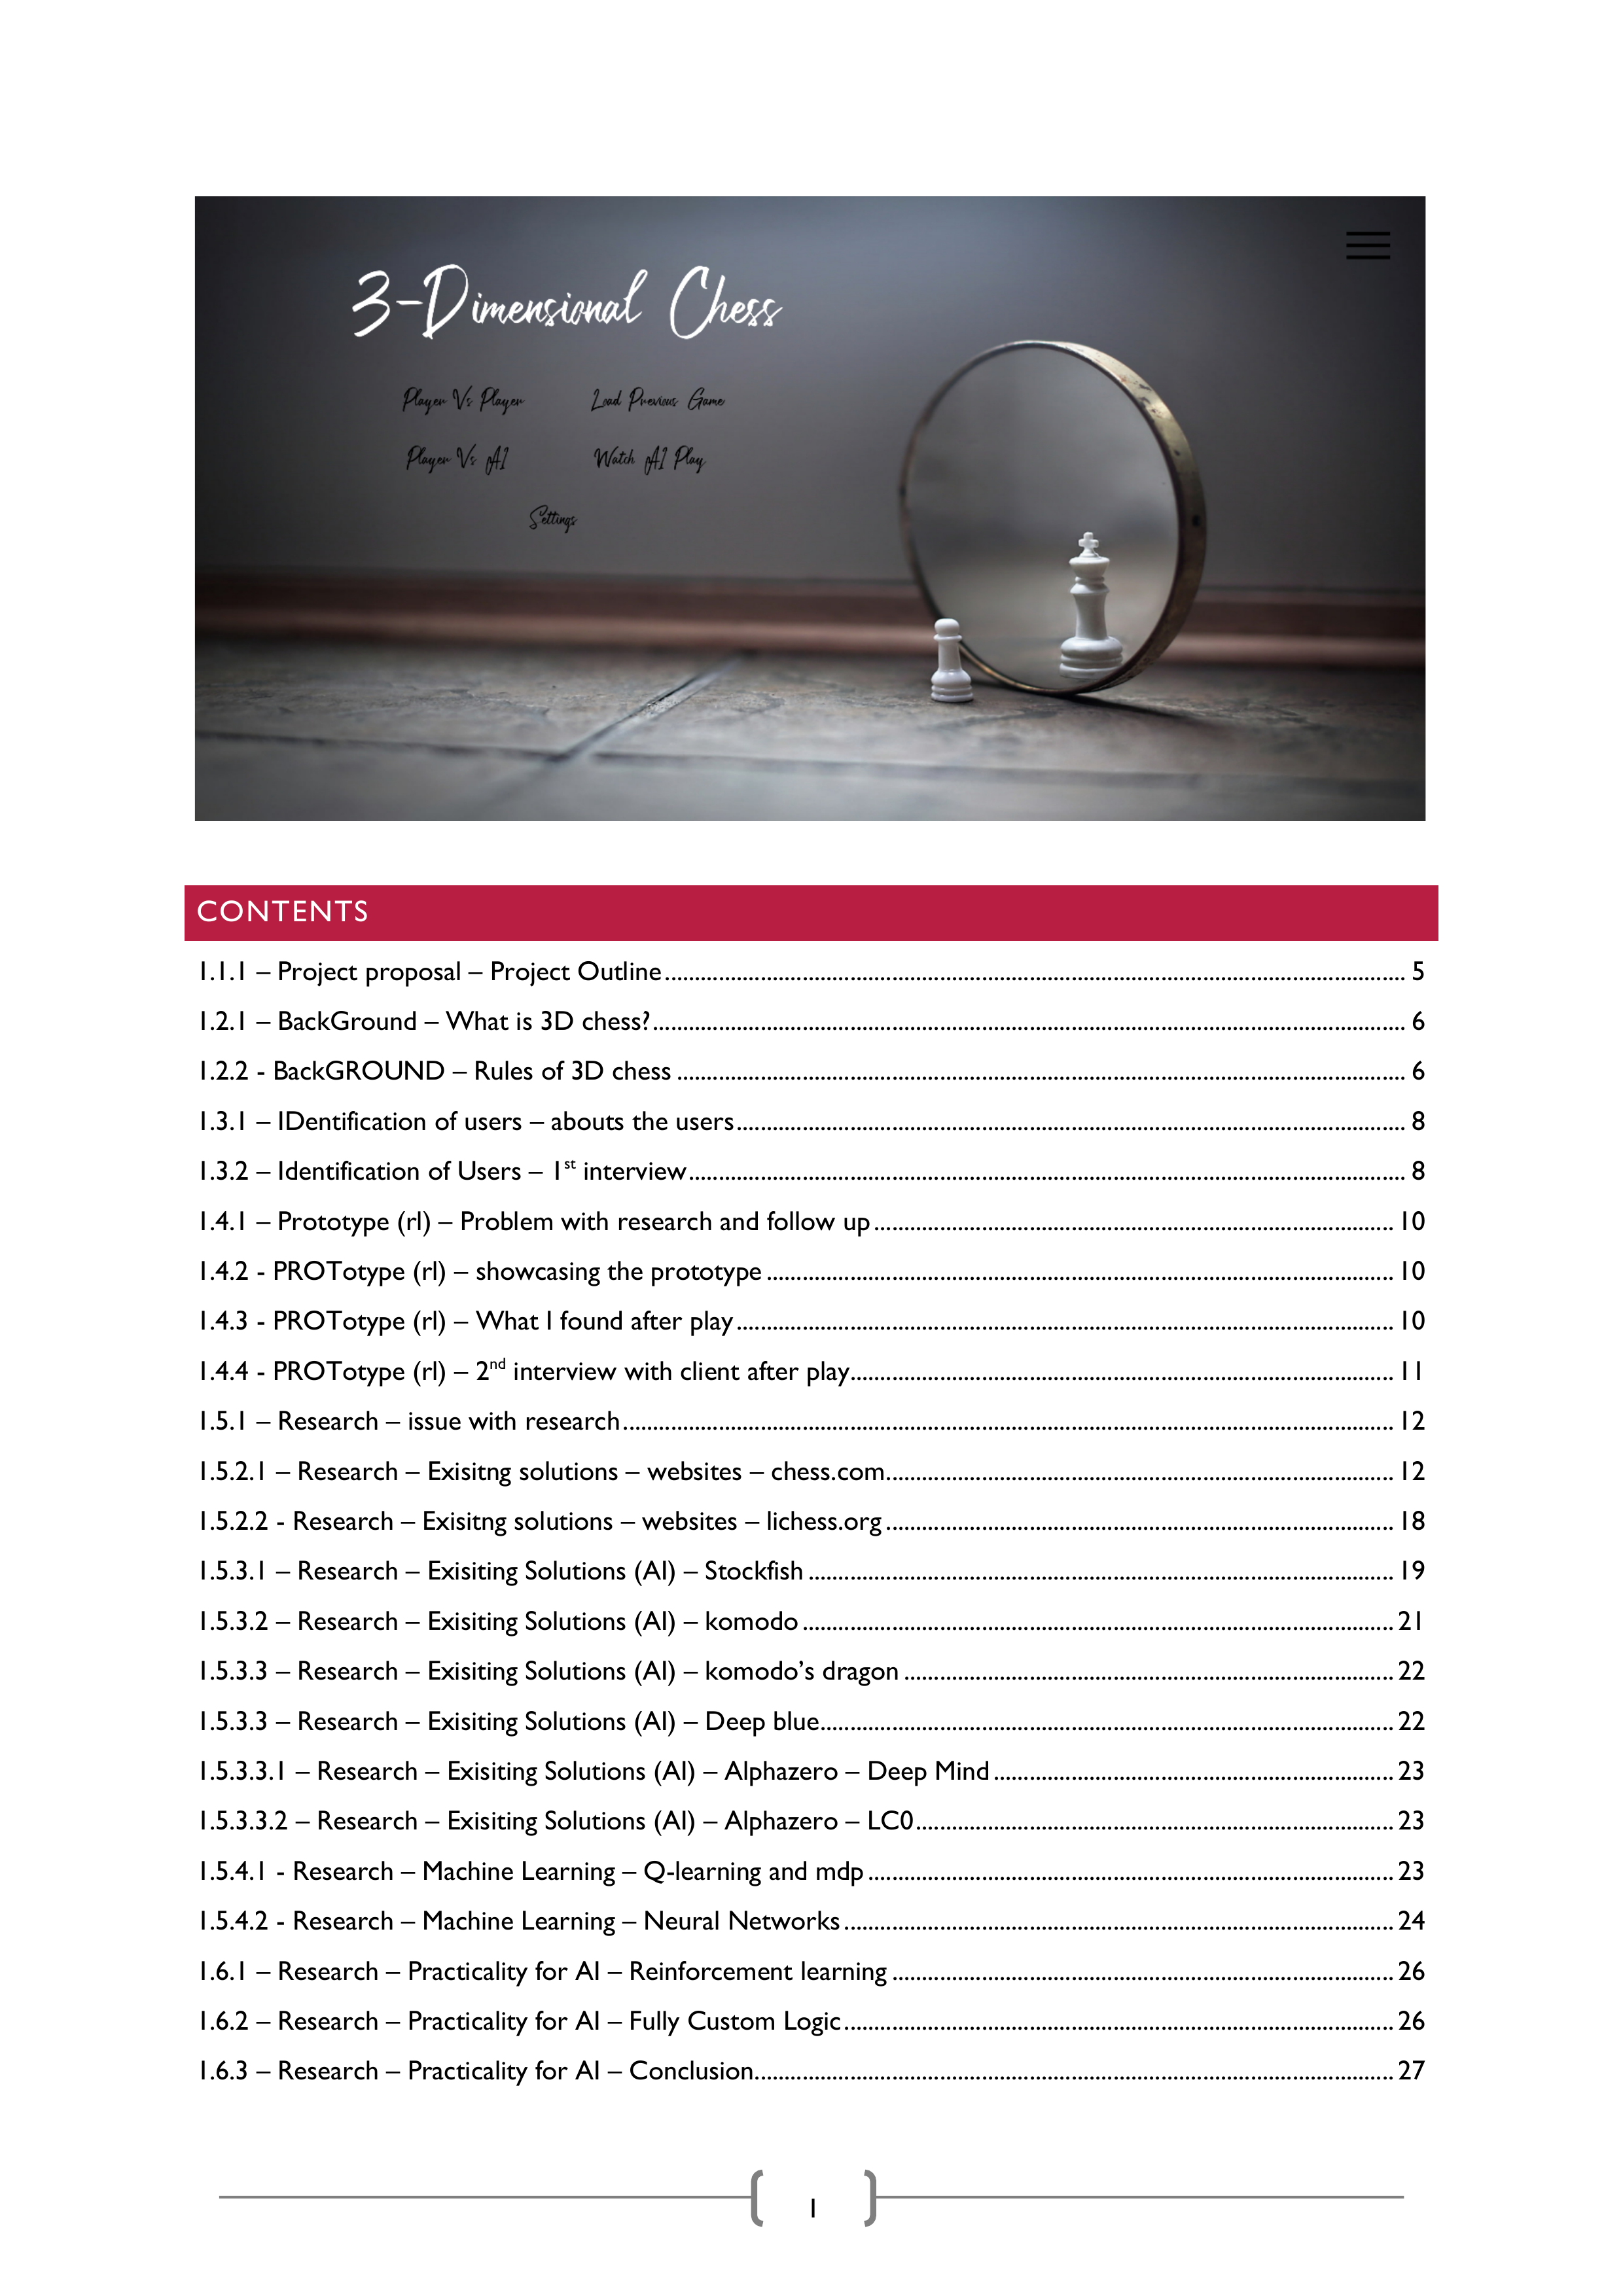 3-Dimensional Chess
Player Vs Player Load Previous Game
Player Vs AI Watch AI Play
Settings
CONTENTS
1.1.1 – Project proposal – Project Outline 5
1.2.1 – BackGround – What is 3D chess? 6
1.2.2 - BackGROUND – Rules of 3D chess 6
1.3.1 – IDentification of users – abouts the users 8
1.3.2 – Identification of Users – 1st interview 8
1.4.1 – Prototype (rl) – Problem with research and follow up 10
1.4.2 - PROTotype (rl) – showcasing the prototype 10
1.4.3 - PROTotype (rl) – What I found after play 10
1.4.4 - PROTotype (rl) – 2nd interview with client after play 11
1.5.1 – Research – issue with research 12
1.5.2.1 – Research – Exisitng solutions – websites – chess.com 12
1.5.2.2 - Research – Exisitng solutions – websites – lichess.org 18
1.5.3.1 – Research – Exisiting Solutions (AI) – Stockfish 19
1.5.3.2 – Research – Exisiting Solutions (AI) – komodo 21
1.5.3.3 – Research – Exisiting Solutions (AI) – komodo’s dragon 22
1.5.3.3 – Research – Exisiting Solutions (AI) – Deep blue 22
1.5.3.3.1 – Research – Exisiting Solutions (AI) – Alphazero – Deep Mind 23
1.5.3.3.2 – Research – Exisiting Solutions (AI) – Alphazero – LC0 23
1.5.4.1 - Research – Machine Learning – Q-learning and mdp 23
1.5.4.2 - Research – Machine Learning – Neural Networks 24
1.6.1 – Research – Practicality for AI – Reinforcement learning 26
1.6.2 – Research – Practicality for AI – Fully Custom Logic 26
1.6.3 – Research – Practicality for AI – Conclusion 27
1